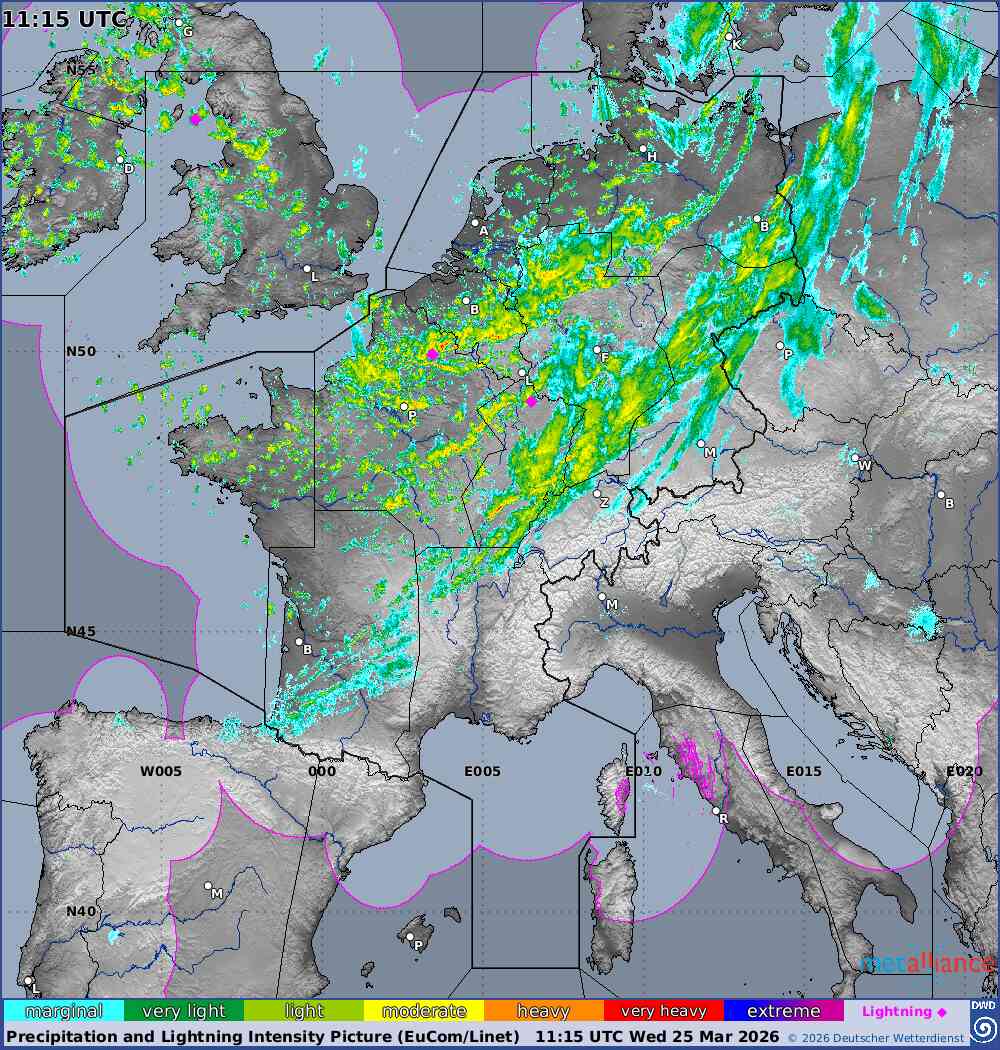 11:15 UTC
G
K
N55
H
D
A
B
L
B
N50
F
P
L
P
M
W
Z
B
M
N45
B
W005
000
E005
E010
E015
E020
R
M
N40
P
metalliance
L
marginal very light light moderate heavy very heavy extreme Lightning
DWD
Precipitation and Lightning Intensity Picture (EuCom/Linet) 11:15 UTC Wed 25 Mar 2026 © 2026 Deutscher Wetterdienst